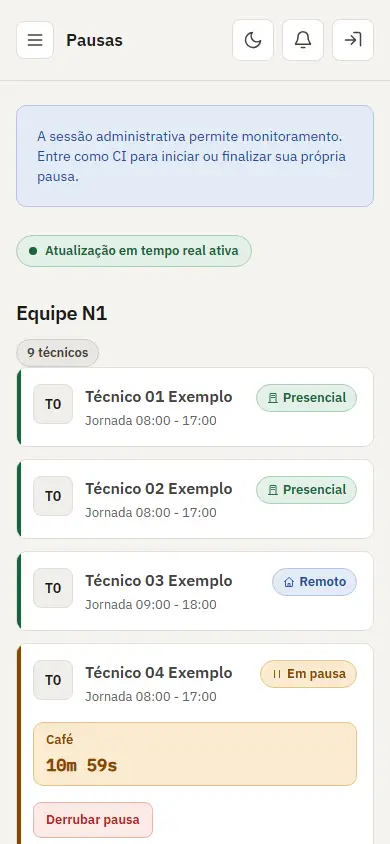 Pausas
A sessão administrativa permite monitoramento.
Entre como CI para iniciar ou finalizar sua própria
pausa.
Atualização em tempo real ativa
Equipe N1
9 técnicos
T0
Técnico 01 Exemplo
Jornada 08:00 - 17:00
Presencial
T0
Técnico 02 Exemplo
Jornada 08:00 - 17:00
Presencial
T0
Técnico 03 Exemplo
Jornada 09:00 - 18:00
Remoto
T0
Técnico 04 Exemplo
Jornada 08:00 - 17:00
Em pausa
Café
10m 59s
Derrubar pausa